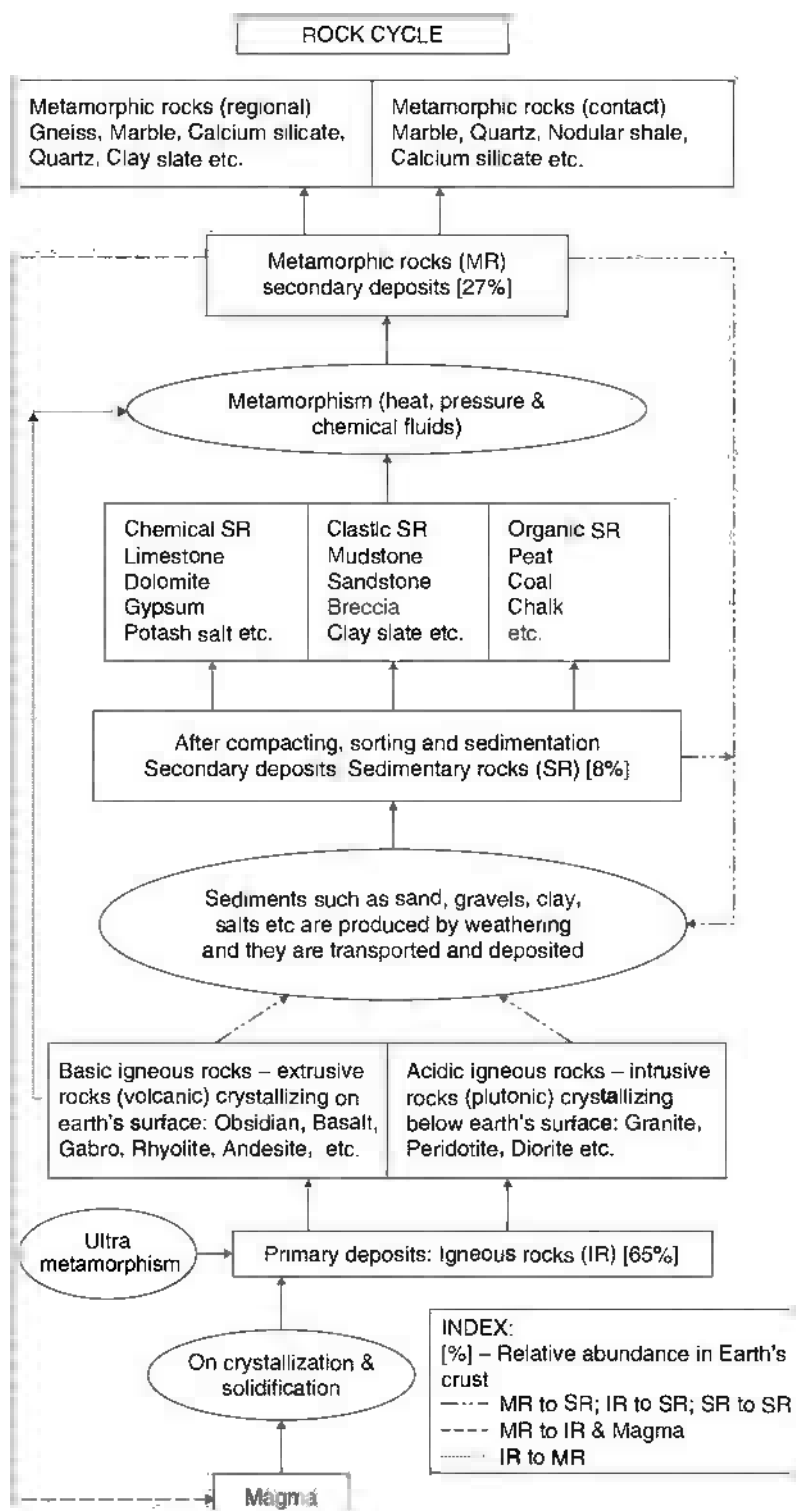 ROCK CYCLE
Metamorphic rocks (regional)
Gneiss, Marble, Calcium silicate,
Quartz, Clay slate etc.
Metamorphic rocks (contact)
Marble, Quartz, Nodular shale,
Calcium silicate etc.
Metamorphic rocks (MR)
secondary deposits [27%]
Metamorphism (heat, pressure &
chemical fluids)
Chemical SR
Limestone
Dolomite
Gypsum
Potash salt etc.
Clastic SR
Mudstone
Sandstone
Breccia
Clay slate etc.
Organic SR
Peat
Coal
Chalk
etc.
After compacting, sorting and sedimentation
Secondary deposits Sedimentary rocks (SR) [8%]
Sediments such as sand, gravels, clay,
salts etc are produced by weathering
and they are transported and deposited
Basic igneous rocks – extrusive
rocks (volcanic) crystallizing on
earth's surface: Obsidian, Basalt,
Gabro, Rhyolite, Andesite, etc.
Acidic igneous rocks – intrusive
rocks (plutonic) crystallizing
below earth's surface: Granite,
Peridotite, Diorite etc.
Ultra
metamorphism
Primary deposits: Igneous rocks (IR) [65%]
On crystallization &
solidification
Magma
INDEX:
[%] – Relative abundance in Earth's
crust
MR to SR; IR to SR; SR to SR
MR to IR & Magma
IR to MR